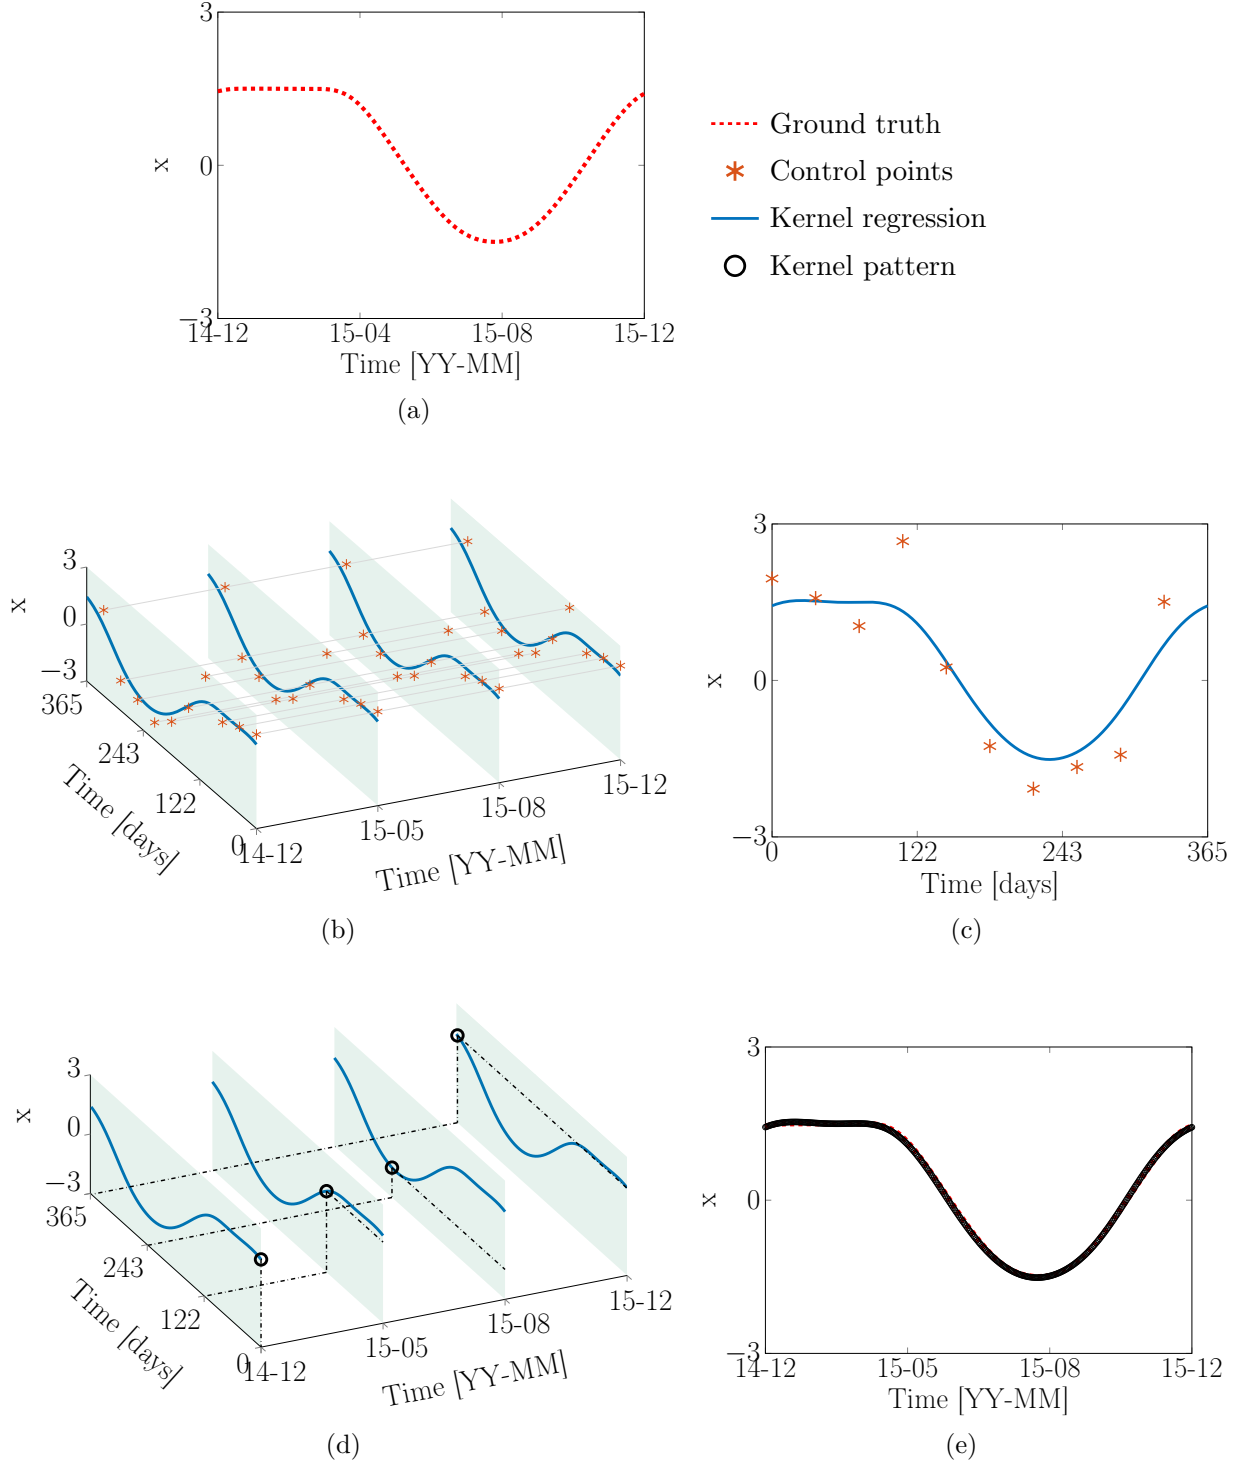 3
0
−3
x
14-12
15-04
15-08
15-12
Time [YY-MM]
(a)
Ground truth
Control points
Kernel regression
Kernel pattern
3
0
−3
x
365
243
122
0
Time [days]
14-12
15-05
15-08
15-12
Time [YY-MM]
(b)
3
0
−3
x
0
122
243
365
Time [days]
(c)
3
0
−3
x
365
243
122
0
Time [days]
14-12
15-05
15-08
15-12
Time [YY-MM]
(d)
3
0
−3
x
14-12
15-05
15-08
15-12
Time [YY-MM]
(e)